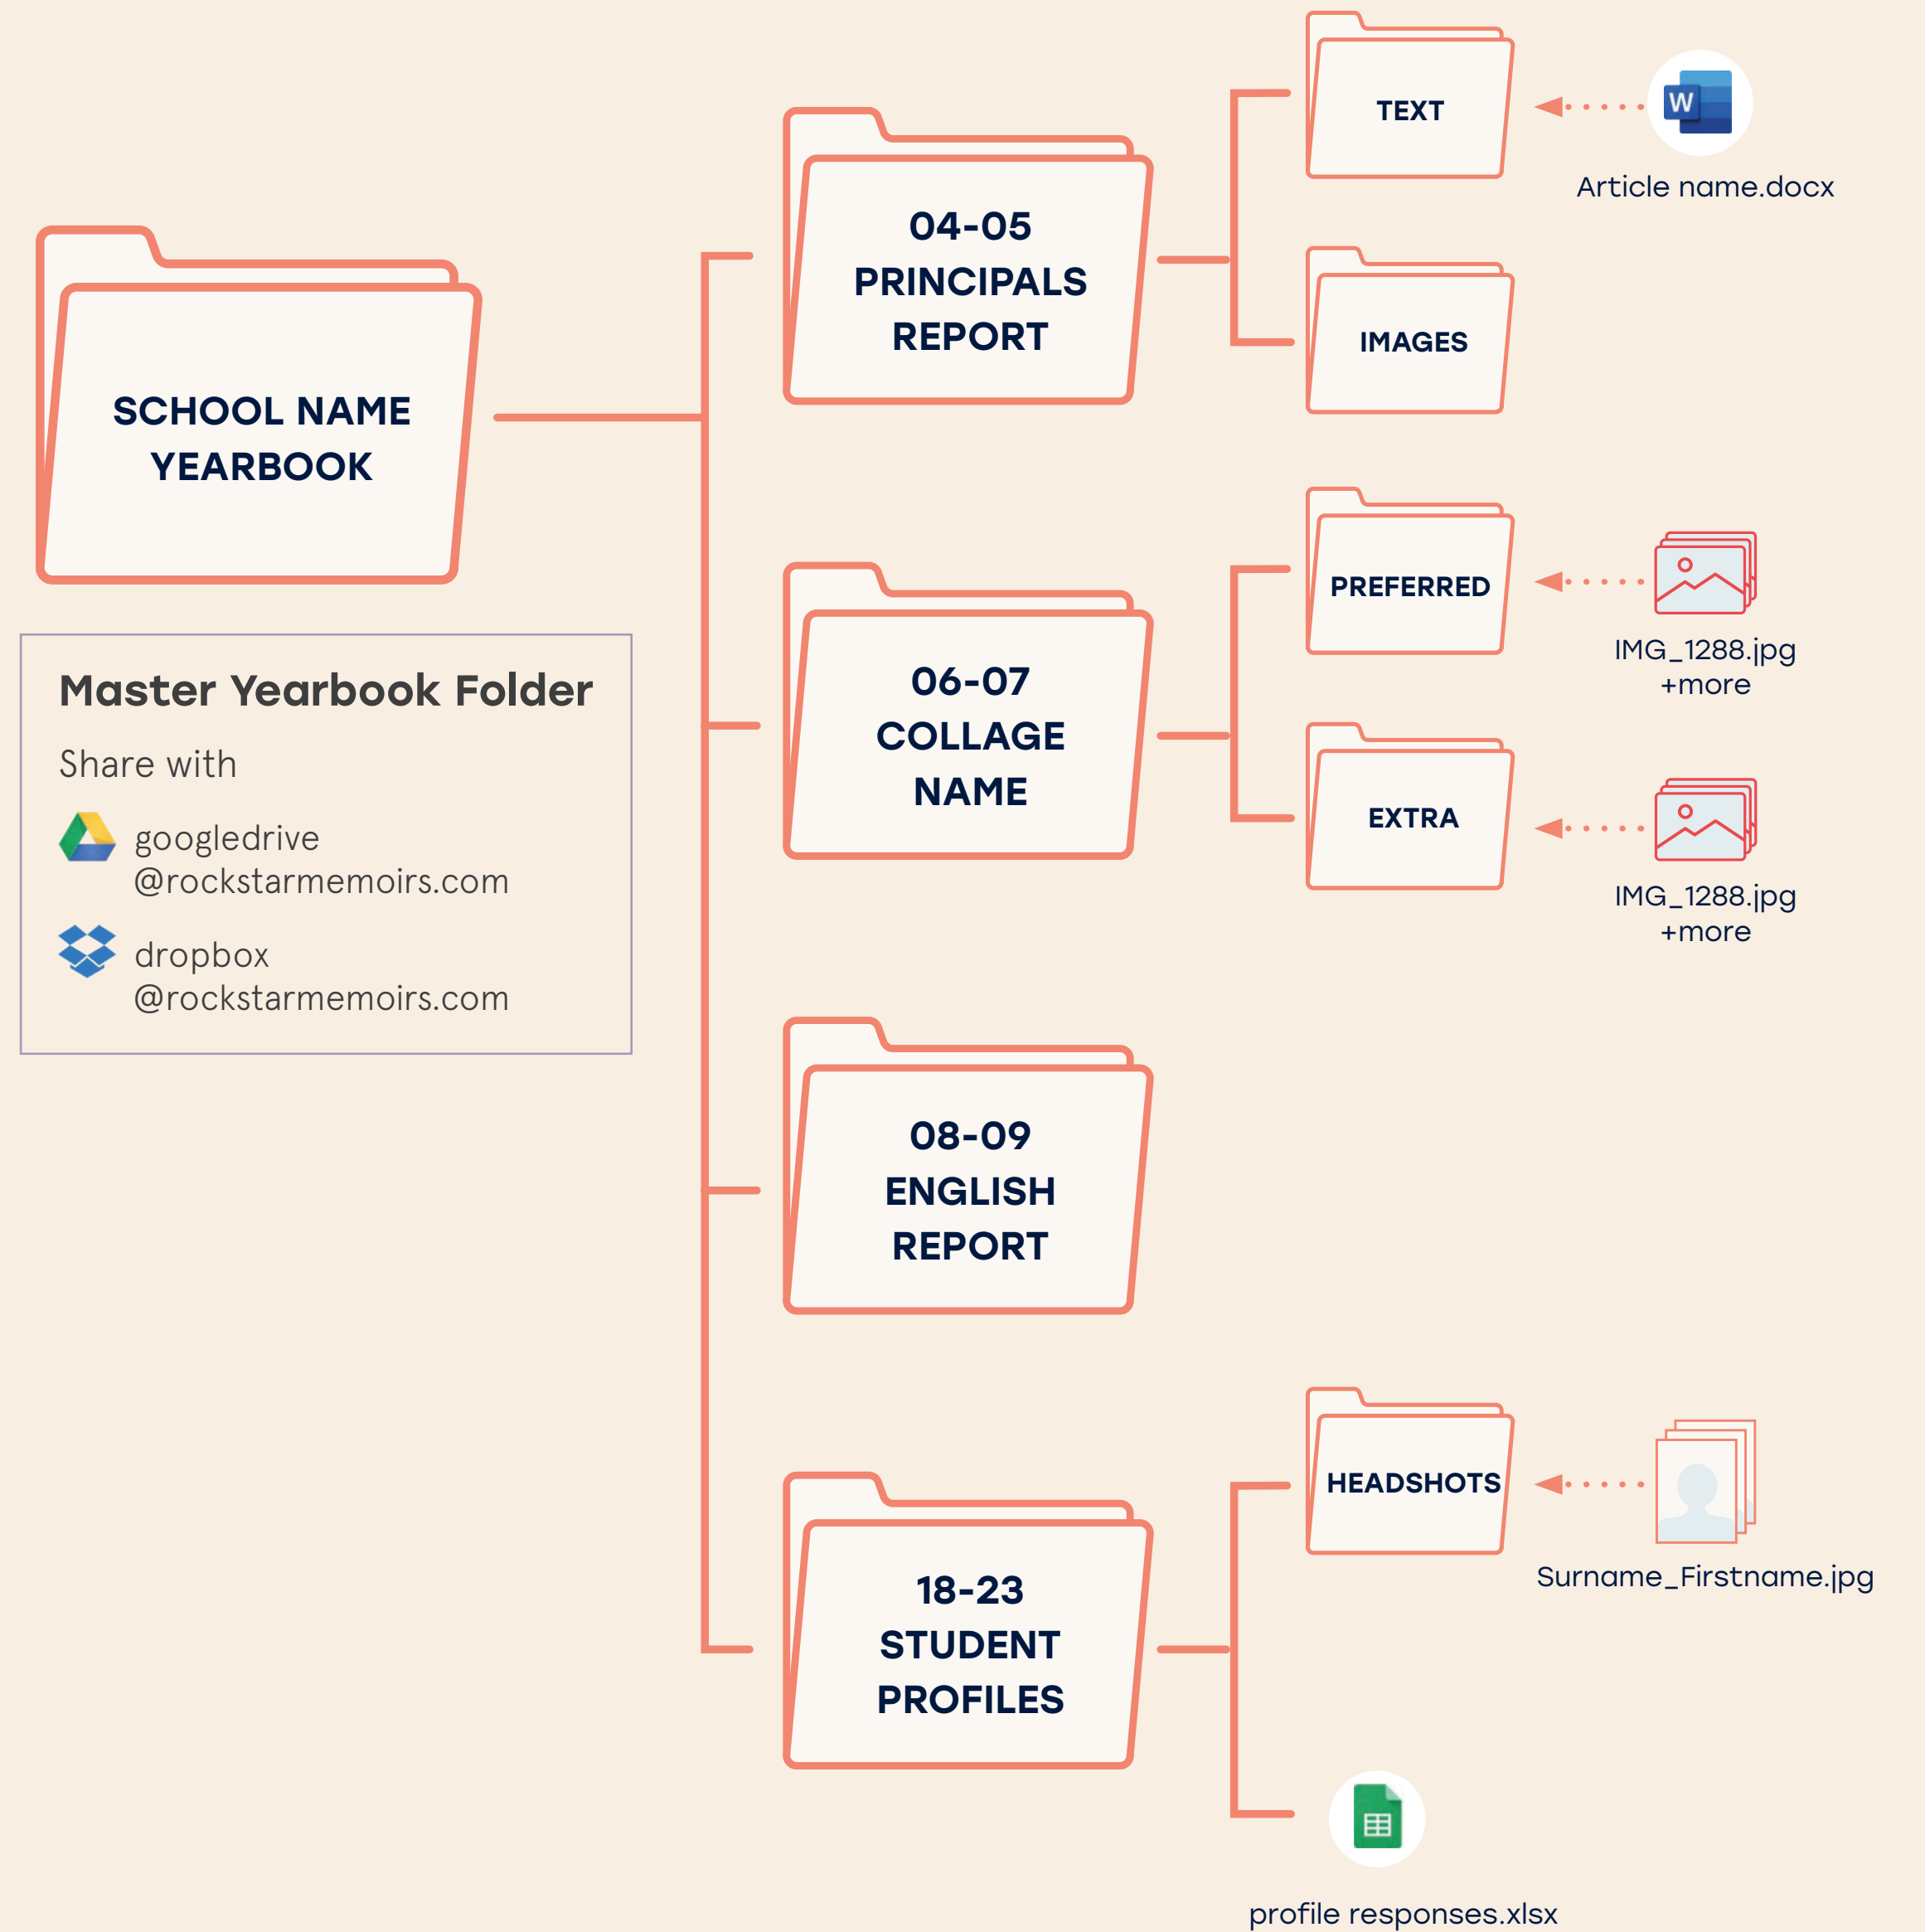 SCHOOL NAME
YEARBOOK
Master Yearbook Folder
Share with
googledrive
@rockstarmemoirs.com
dropbox
@rockstarmemoirs.com
04-05
PRINCIPALS
REPORT
TEXT
W
Article name.docx
IMAGES
06-07
COLLAGE
NAME
PREFERRED
IMG_1288.jpg
+more
EXTRA
IMG_1288.jpg
+more
08-09
ENGLISH
REPORT
18-23
STUDENT
PROFILES
HEADSHOTS
Surname_Firstname.jpg
profile responses.xlsx